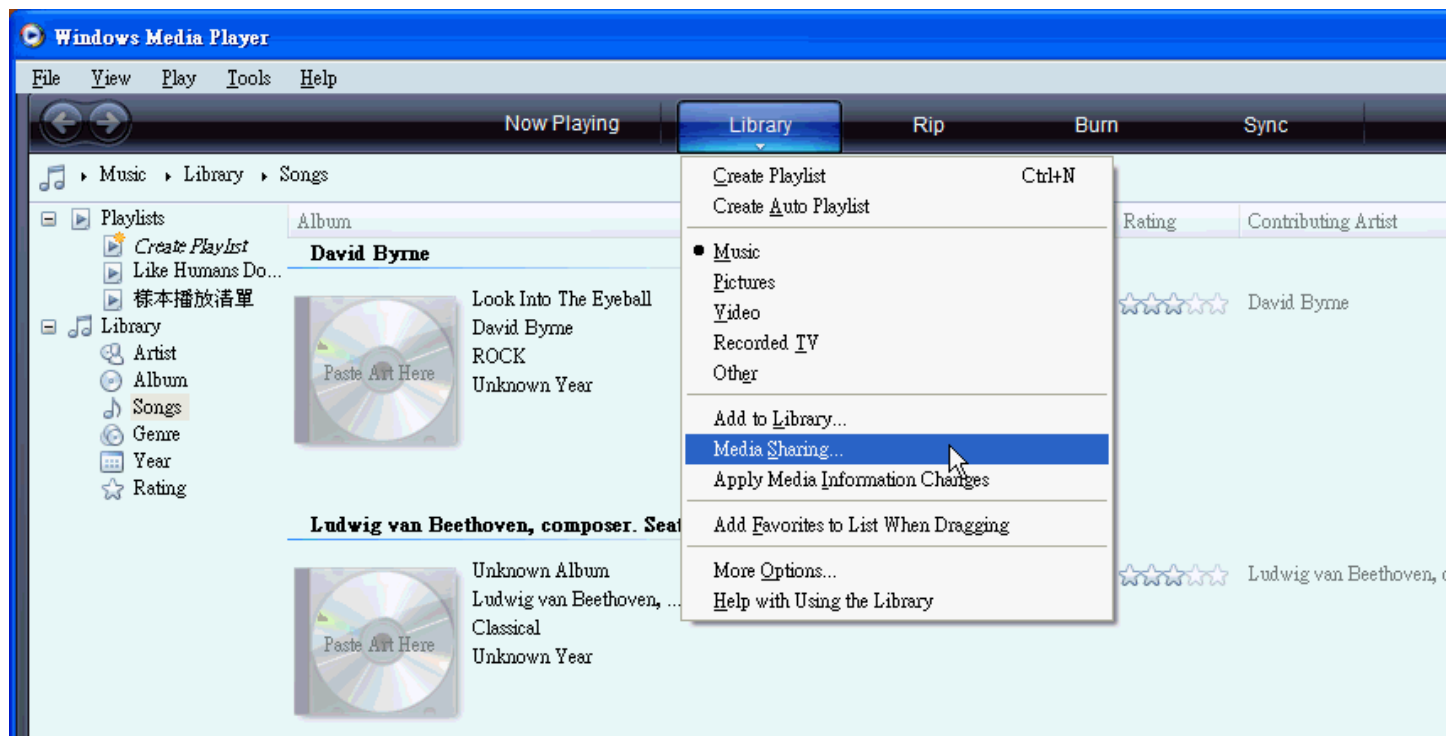 Windows Media Player
File View Play Tools Help
Now Playing Library Rip Burn Sync
Music Library Songs
Playlists
Create Playlist
Like Humans Do...
樣本播放清單
Library
Artist
Album
Songs
Genre
Year
Rating
Album
Rating
Contributing Artist
David Byrne
Paste Art Here
Look Into The Eyeball
David Byrne
ROCK
Unknown Year
David Byrne
Ludwig van Beethoven, composer. Seat
Paste Art Here
Unknown Album
Ludwig van Beethoven, ...
Classical
Unknown Year
Ludwig van Beethoven,
Create Playlist Ctrl+N
Create Auto Playlist
Music
Pictures
Video
Recorded TV
Other
Add to Library...
Media Sharing...
Apply Media Information Changes
Add Favorites to List When Dragging
More Options...
Help with Using the Library